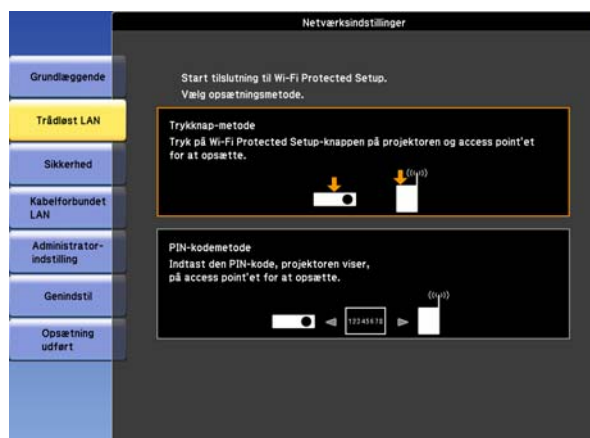 Netværksindstillinger
Grundlæggende
Trådløst LAN
Sikkerhed
Kabelforbundet
LAN
Administrator-
indstilling
Genindstil
Opsætning
udført
Start tilslutning til Wi-Fi Protected Setup.
Vælg opsætningsmetode.
Trykknap-metode
Tryk på Wi-Fi Protected Setup-knappen på projektoren og access point'et
for at opsætte.
PIN-kodemetode
Indtast den PIN-kode, projektoren viser,
på access point'et for at opsætte.
12345678